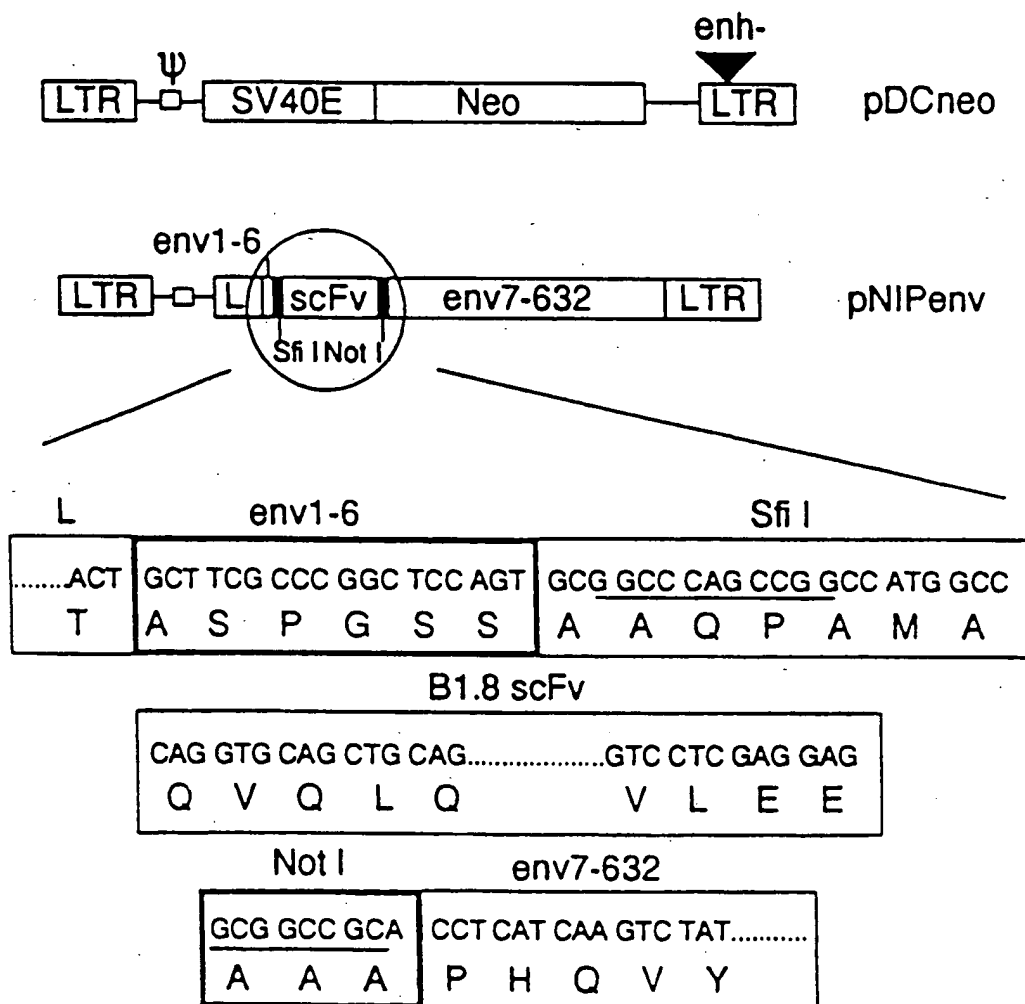 enh-
ψ
LTR SV40E Neo LTR pDCneo
env1-6
LTR L scFv env7-632 LTR pNIPenv
Sfi I Not I
L env1-6 Sfi I
........ACT GCT TCG CCC GGC TCC AGT GCG GCC CAG CCG GCC ATG GCC
T A S P G S S A A Q P A M A
B1.8 scFv
CAG GTG CAG CTG CAG.....................GTC CTC GAG GAG
Q V Q L Q V L E E
Not I env7-632
GCG GCC GCA CCT CAT CAA GTC TAT...........
A A A P H Q V Y